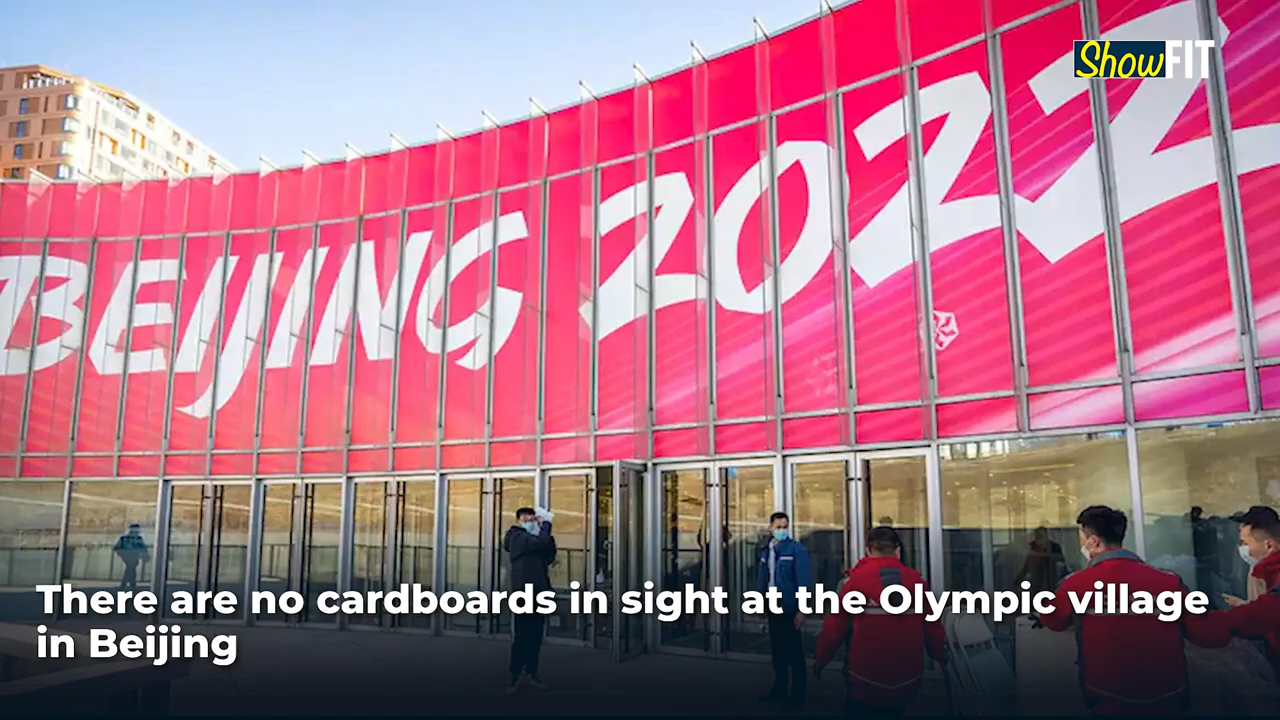 ShowFIT
BEIJING 2022
There are no cardboards in sight at the Olympic village
in Beijing